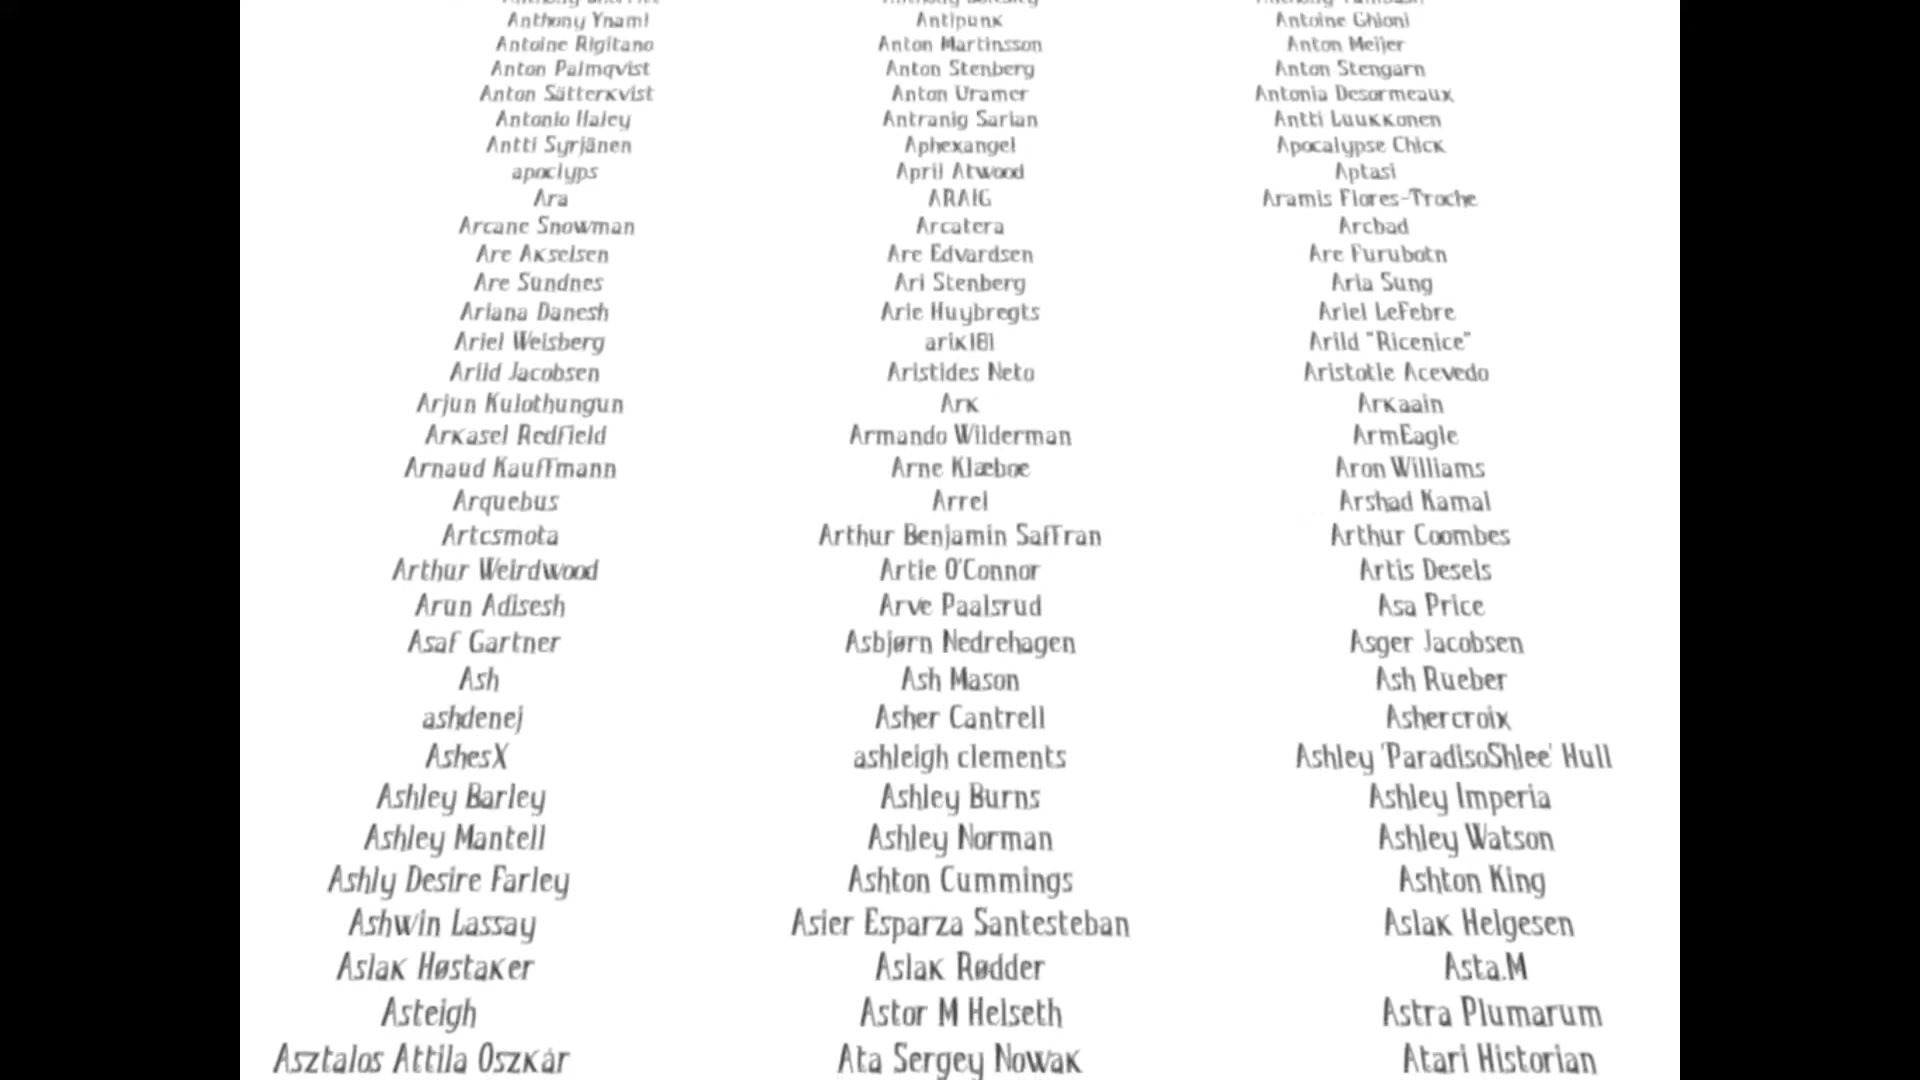 Anthony Ynami Antipunk Antoine Ghioni
Antoine Rigitano Anton Martinsson Anton Meijer
Anton Palmqvist Anton Stenberg Anton Stengarn
Anton Sätterkvist Anton Uramer Antonia Desormeaux
Antonio Haley Antranig Sarian Antti Luukkonen
Antti Syrjänen Aphexangel Apocalypse Chick
apoclyps April Atwood Aptasi
Ara ARAIG Aramis Flores-Troche
Arcane Snowman Arcatera Arcbad
Are Akselsen Are Edvardsen Are Furubotn
Are Sundnes Ari Stenberg Aria Sung
Ariana Danesh Arie Huybregts Ariel LeFebre
Ariel Weisberg arik181 Arild "Ricenice"
Arild Jacobsen Aristides Neto Aristotle Acevedo
Arjun Kulothungun Ark Arkaain
Arkasel Redfield Armando Wilderman ArmEagle
Arnaud Kauffmann Arne Klæboe Aron Williams
Arquebus Arrel Arshad Kamal
Artcsmota Arthur Benjamin Saffran Arthur Coombes
Arthur Weirdwood Artie O'Connor Artis Desels
Arun Adisesh Arve Paalsrud Asa Price
Asaf Gartner Asbjørn Nedrehagen Asger Jacobsen
Ash Ash Mason Ash Rueber
ashdenej Asher Cantrell Ashercroix
AshesX ashleigh clements Ashley 'ParadisoShlee' Hull
Ashley Barley Ashley Burns Ashley Imperia
Ashley Mantell Ashley Norman Ashley Watson
Ashly Desire Farley Ashton Cummings Ashton King
Ashwin Lassay Asier Esparza Santesteban Aslak Helgesen
Aslak Høstaker Aslak Rødder Asta.M
Asteigh Astor M Helseth Astra Plumarum
Asztalos Attila Oszkár Ata Sergey Nowak Atari Historian